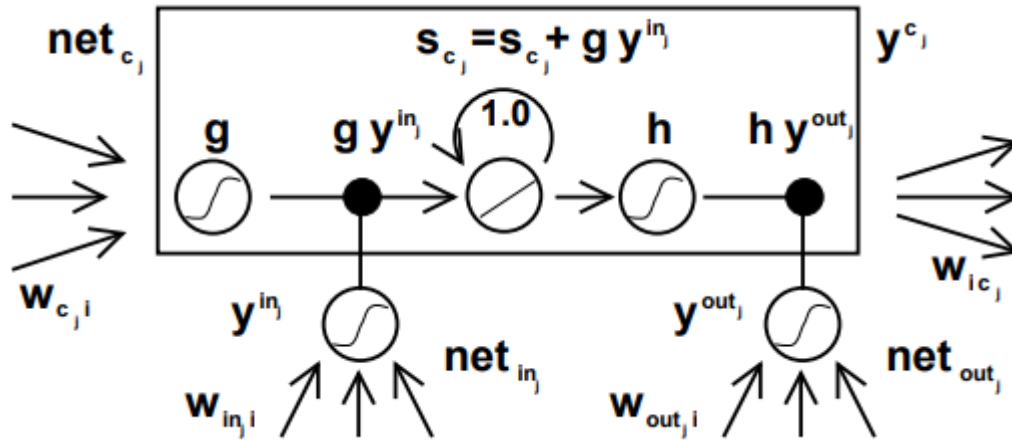 net c j
s c j = s c j + g y in j
y c j
g
g y in j
1.0
h
h y out j
w c j i
w i c j
y in j
net in j
y out j
net out j
w in j i
w out j i